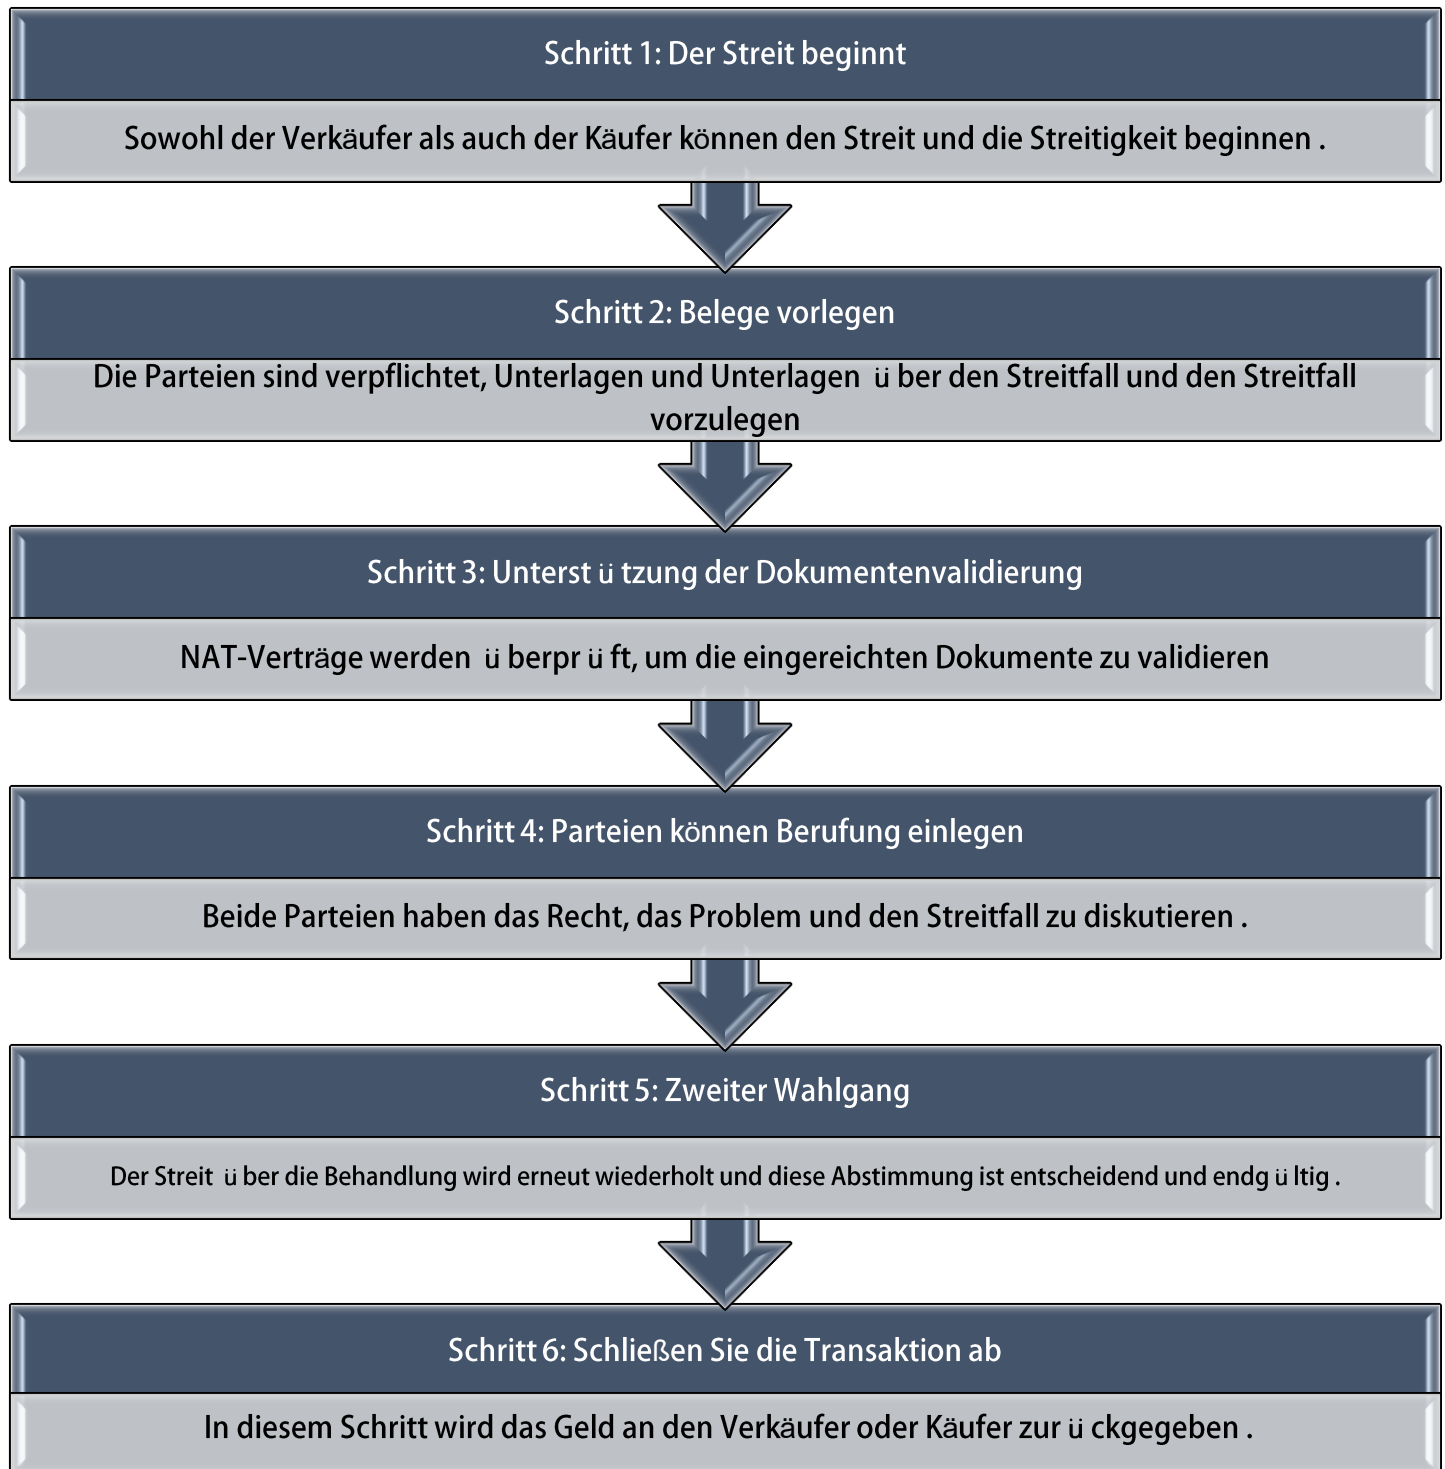 Schritt 1: Der Streit beginnt
Sowohl der Verkäufer als auch der Käufer können den Streit und die Streitigkeit beginnen .
Schritt 2: Belege vorlegen
Die Parteien sind verpflichtet, Unterlagen und Unterlagen ü ber den Streitfall und den Streitfall
vorzulegen
Schritt 3: Unterst ü tzung der Dokumentenvalidierung
NAT-Verträge werden ü berpr ü ft, um die eingereichten Dokumente zu validieren
Schritt 4: Parteien können Berufung einlegen
Beide Parteien haben das Recht, das Problem und den Streitfall zu diskutieren .
Schritt 5: Zweiter Wahlgang
Der Streit ü ber die Behandlung wird erneut wiederholt und diese Abstimmung ist entscheidend und endg ü ltig .
Schritt 6: Schließen Sie die Transaktion ab
In diesem Schritt wird das Geld an den Verkäufer oder Käufer zur ü ckgegeben .